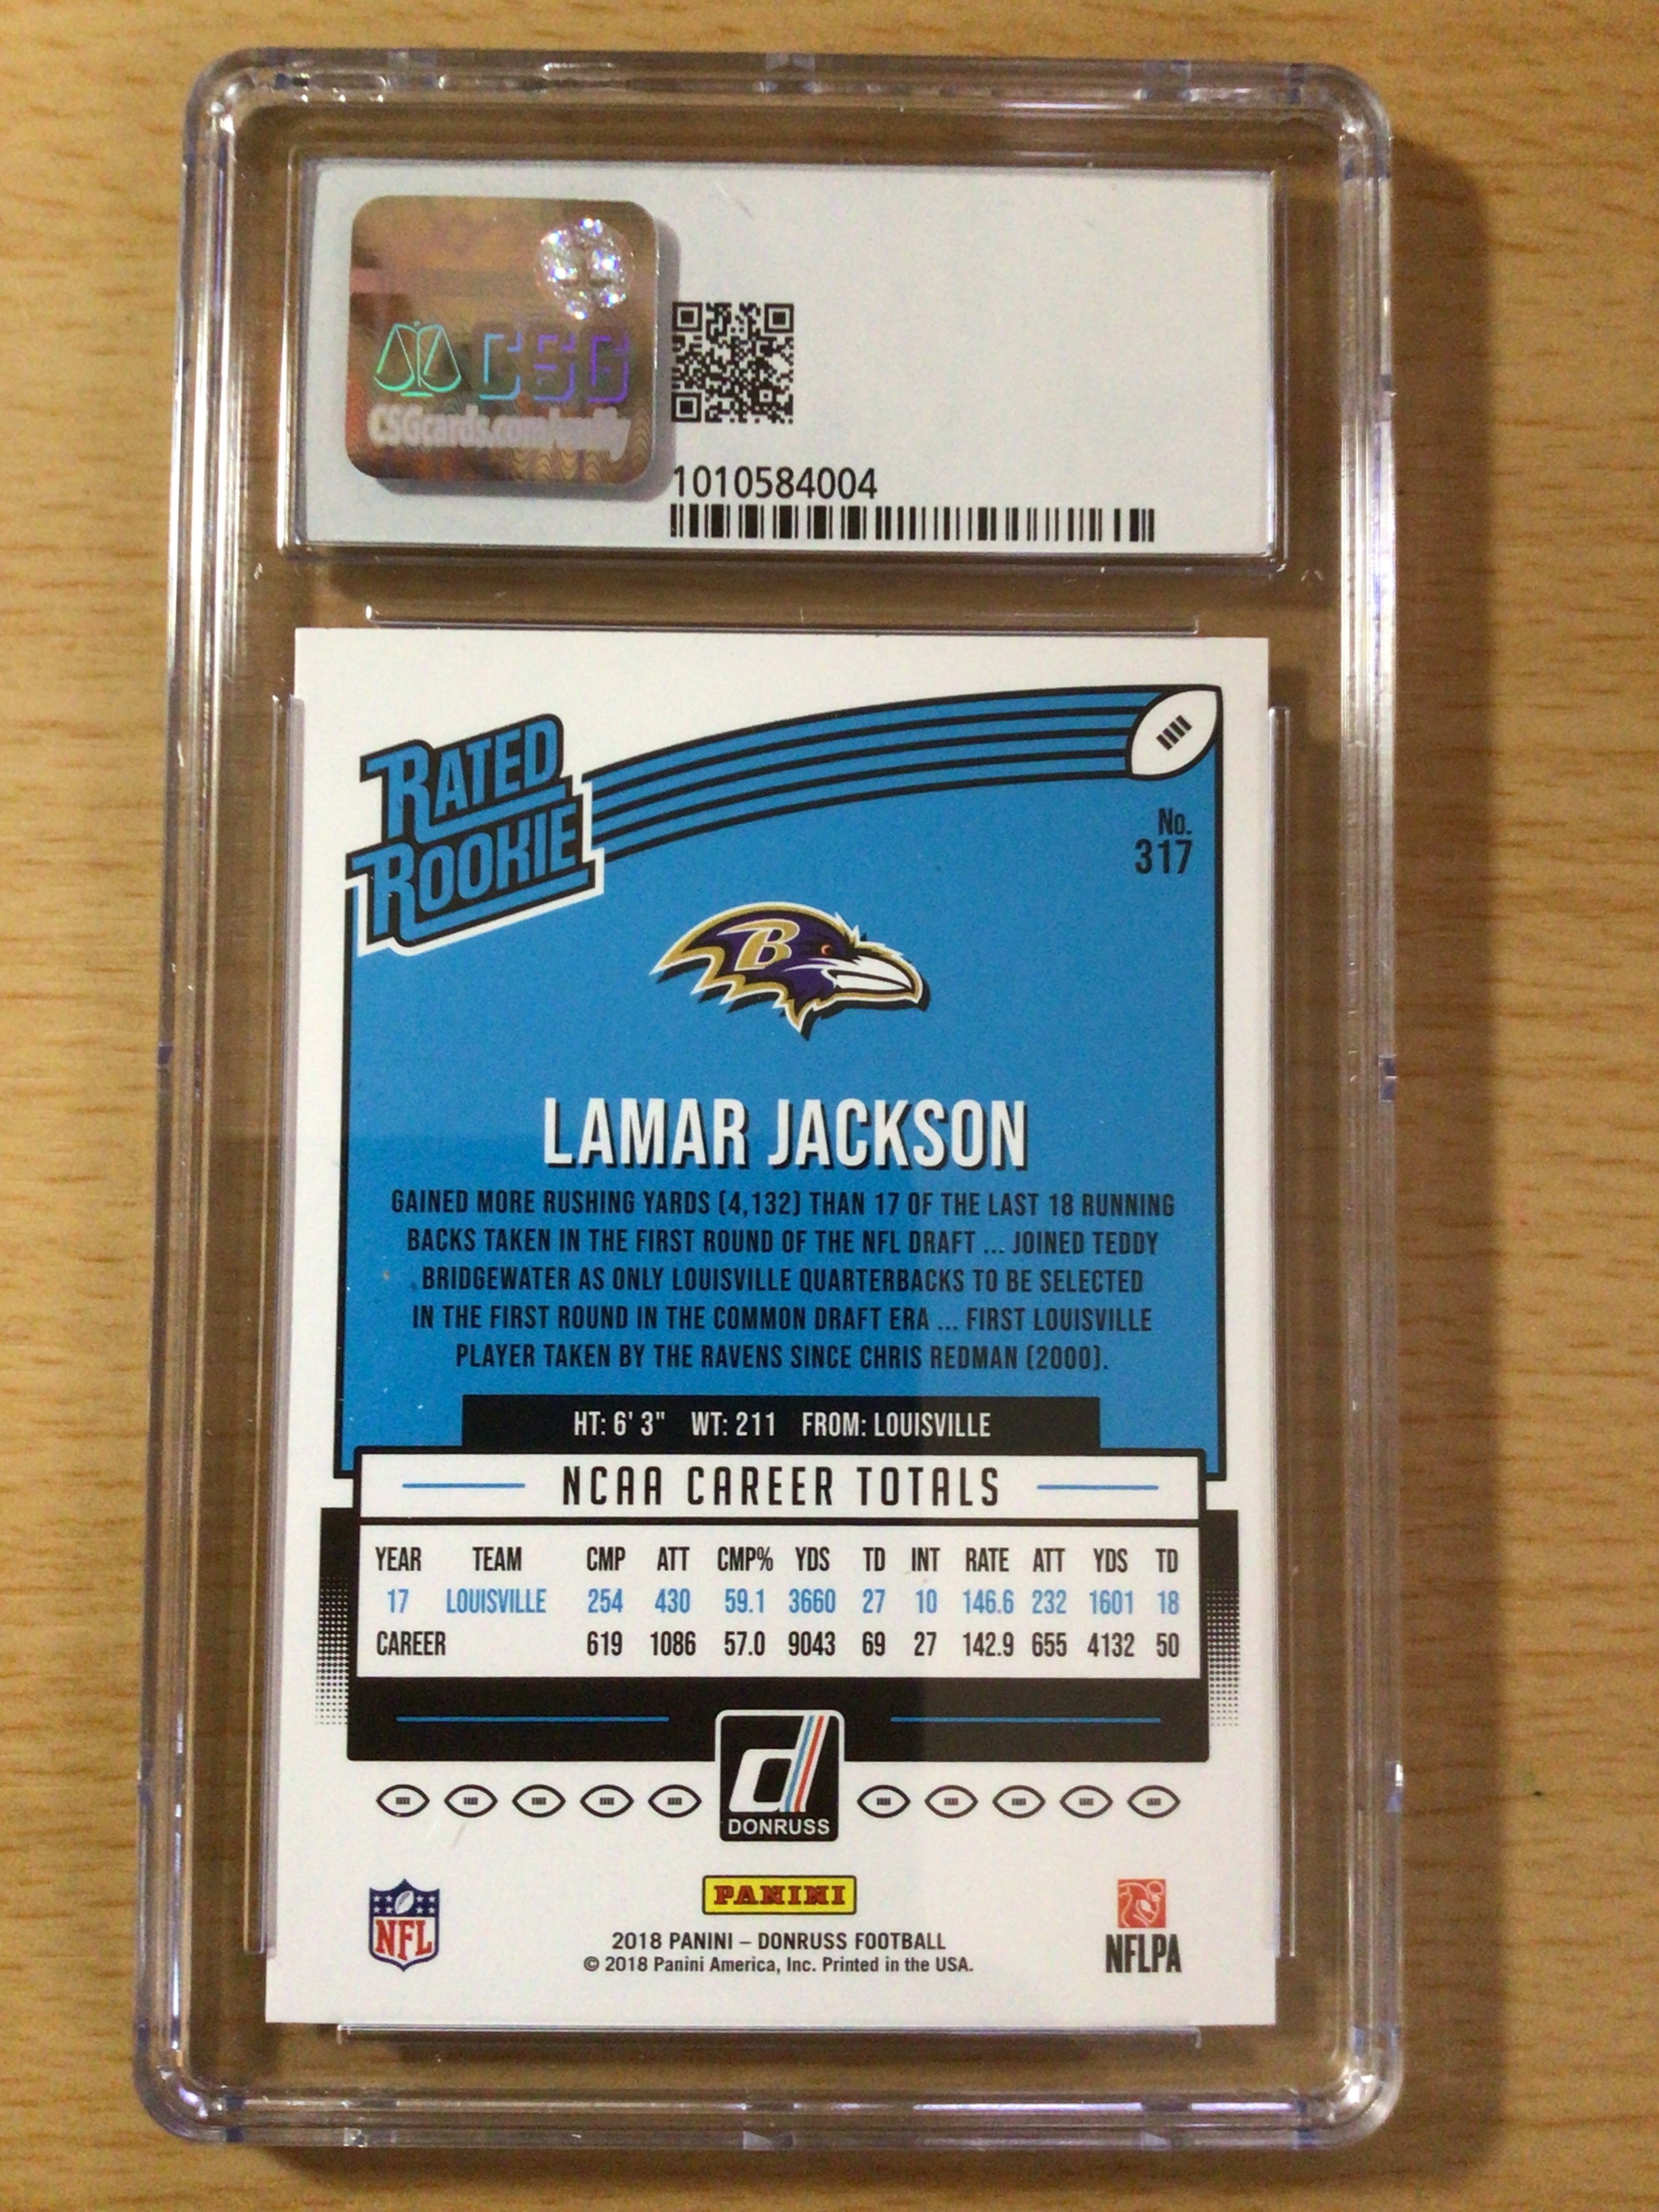 CSG
CSGcards.com/verify
1010584004
RATED
ROOKIE
No.
317
B
LAMAR JACKSON
GAINED MORE RUSHING YARDS (4,132) THAN 17 OF THE LAST 18 RUNNING
BACKS TAKEN IN THE FIRST ROUND OF THE NFL DRAFT ... JOINED TEDDY
BRIDGEWATER AS ONLY LOUISVILLE QUARTERBACKS TO BE SELECTED
IN THE FIRST ROUND IN THE COMMON DRAFT ERA ... FIRST LOUISVILLE
PLAYER TAKEN BY THE RAVENS SINCE CHRIS REDMAN (2000).
HT: 6' 3" WT: 211 FROM: LOUISVILLE
NCAA CAREER TOTALS
YEAR TEAM CMP ATT CMP% YDS TD INT RATE ATT YDS TD
17 LOUISVILLE 254 430 59.1 3660 27 10 146.6 232 1601 18
CAREER 619 1086 57.0 9043 69 27 142.9 655 4132 50
d
DONRUSS
NFL
PANINI
2018 PANINI – DONRUSS FOOTBALL
© 2018 Panini America, Inc. Printed in the USA.
NFLPA